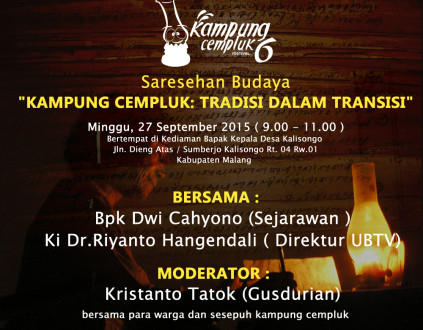 Kampung
cempluk 6
FESTIVAL
Saresehan Budaya
"KAMPUNG CEMPLUK: TRADISI DALAM TRANSISI"
Minggu, 27 September 2015 ( 9.00 - 11.00 )
Bertempat di Kediaman Bapak Kepala Desa Kalisongo
Jln. Dieng Atas / Sumberjo Kalisongo Rt. 04 Rw.01
Kabupaten Malang
BERSAMA :
Bpk Dwi Cahyono (Sejarawan )
Ki Dr.Riyanto Hangendali ( Direktur UBTV)
MODERATOR :
Kristanto Tatok (Gusdurian)
bersama para warga dan sesepuh kampung cempluk